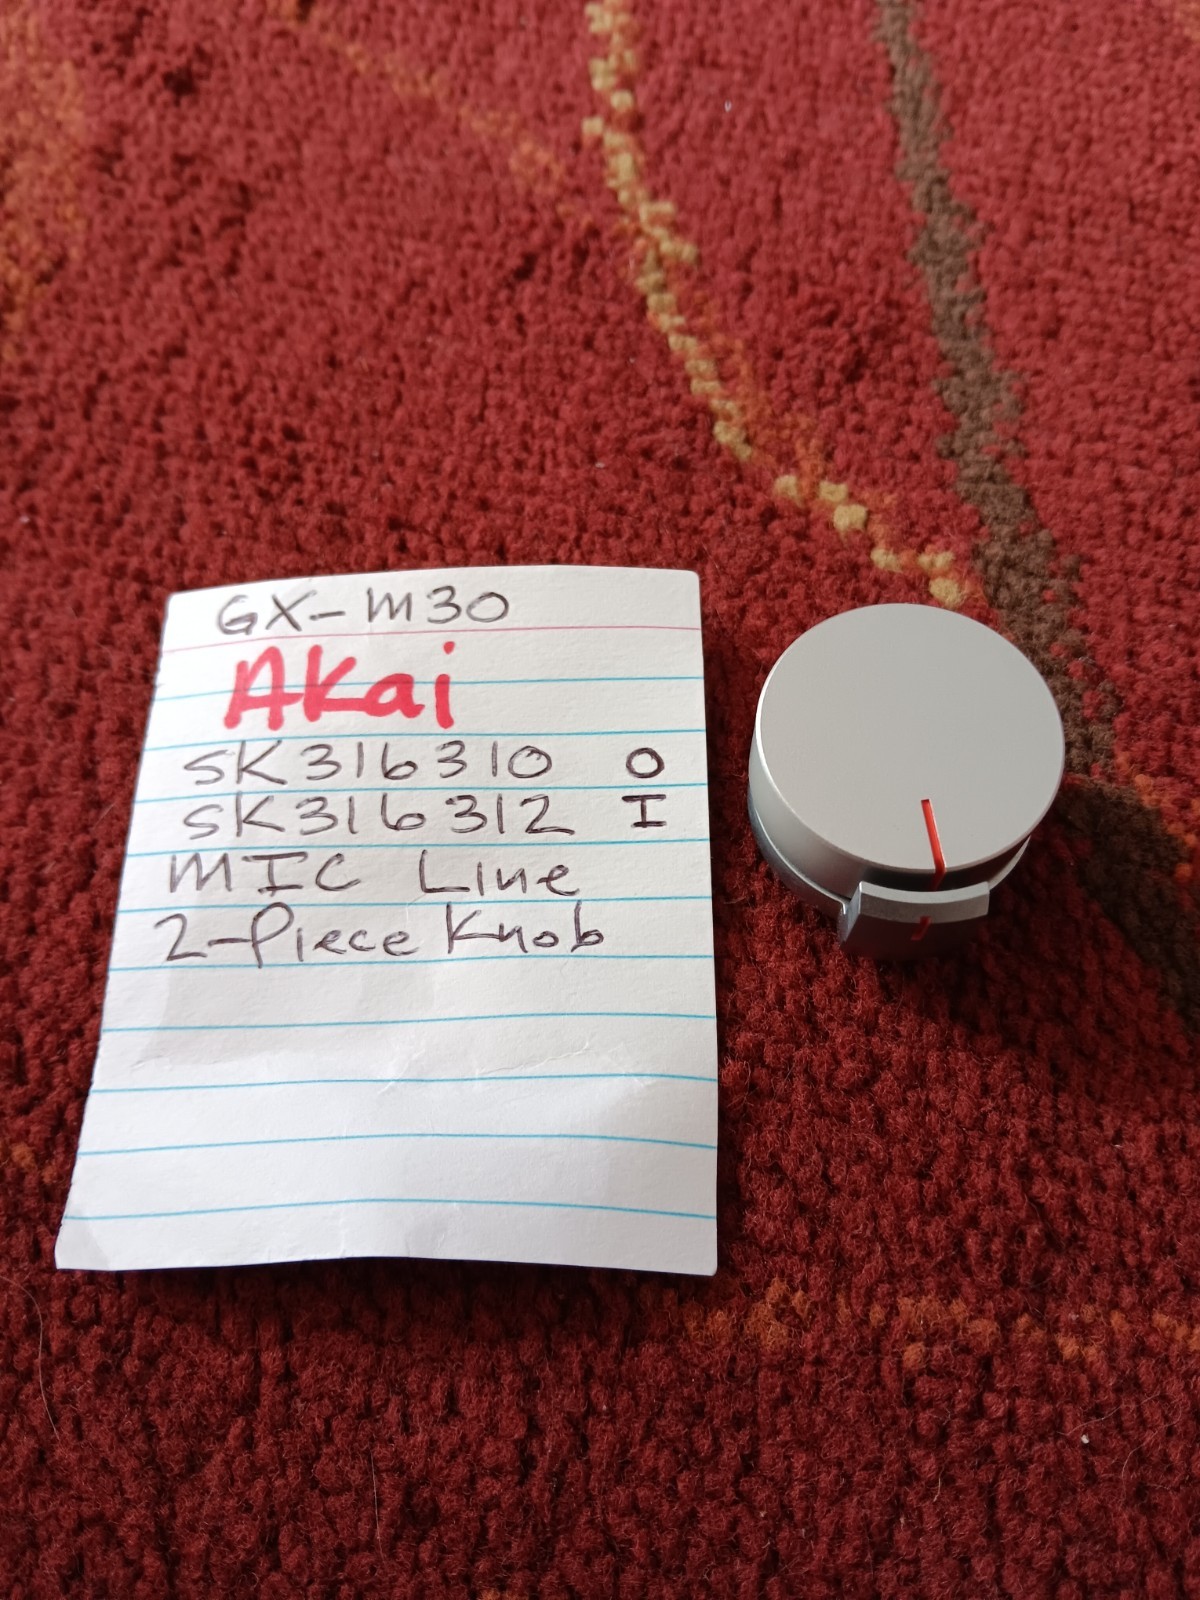 GX-M30
AKai
SK316310 O
SK316312 I
MIC Line
2-Piece Knob